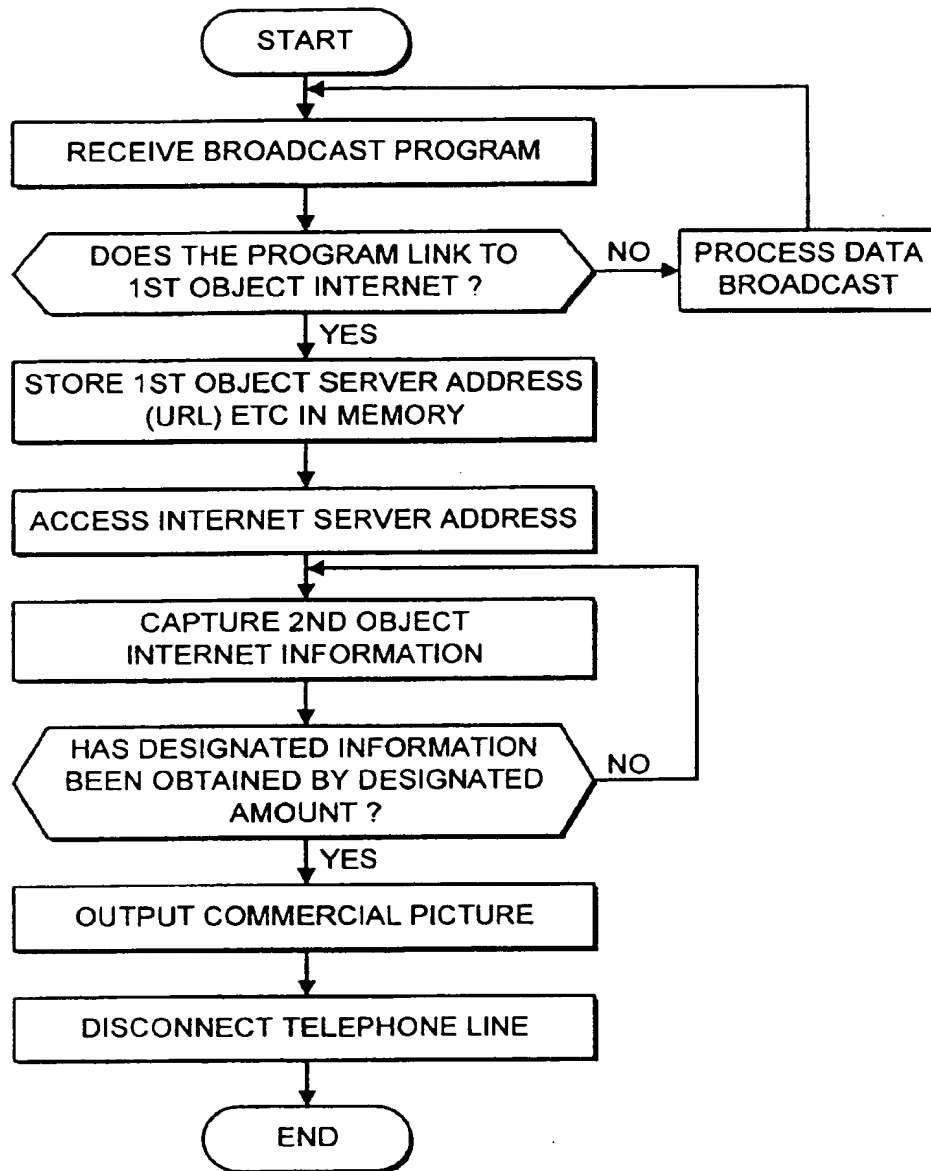 START
RECEIVE BROADCAST PROGRAM
DOES THE PROGRAM LINK TO
1ST OBJECT INTERNET ?
NO
PROCESS DATA
BROADCAST
YES
STORE 1ST OBJECT SERVER ADDRESS
(URL) ETC IN MEMORY
ACCESS INTERNET SERVER ADDRESS
CAPTURE 2ND OBJECT
INTERNET INFORMATION
HAS DESIGNATED INFORMATION
BEEN OBTAINED BY DESIGNATED
AMOUNT ?
NO
YES
OUTPUT COMMERCIAL PICTURE
DISCONNECT TELEPHONE LINE
END